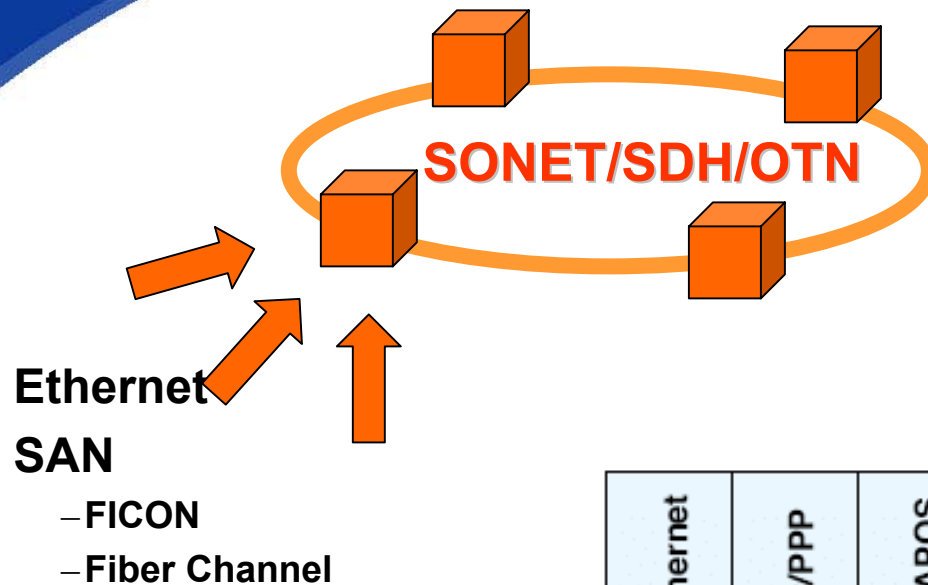 SONET/SDH/OTN
Ethernet
SAN
–FICON
–Fiber Channel